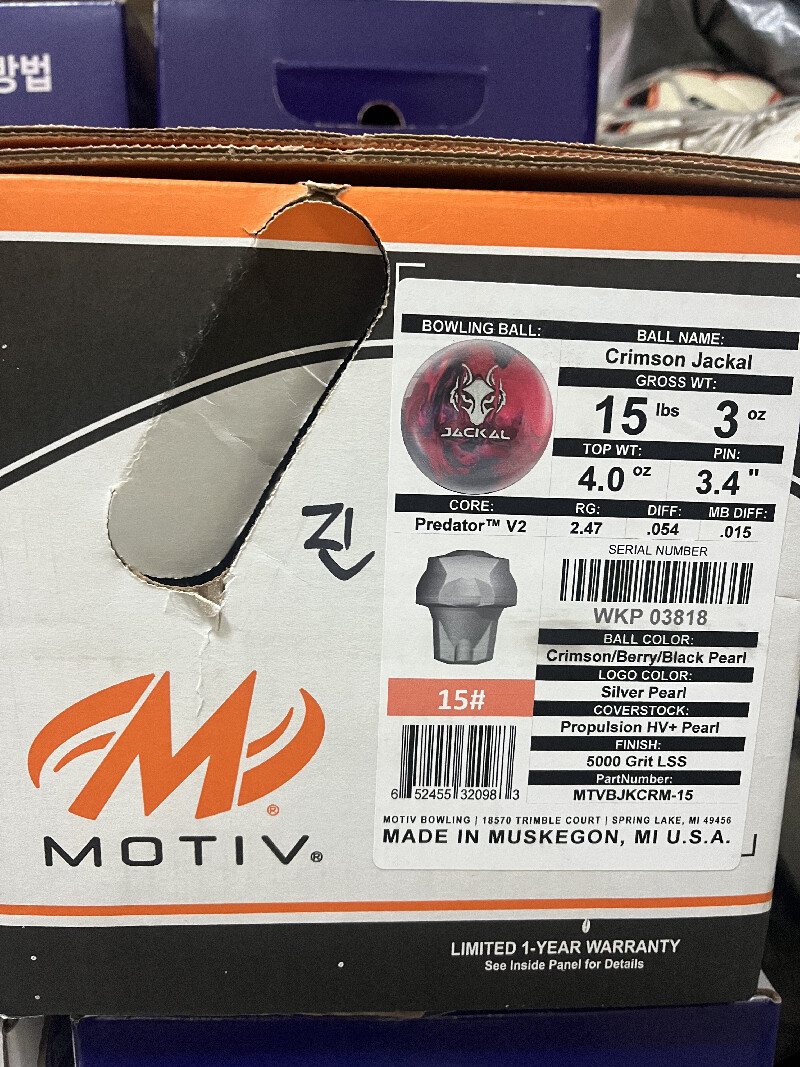 방법
BOWLING BALL:
JACKAL
BALL NAME:
Crimson Jackal
GROSS WT:
15 lbs 3 oz
TOP WT: PIN:
4.0 oz 3.4 "
CORE: RG: DIFF: MB DIFF:
Predator™ V2 2.47 .054 .015
SERIAL NUMBER
WKP 03818
BALL COLOR:
Crimson/Berry/Black Pearl
LOGO COLOR:
Silver Pearl
COVERSTOCK:
Propulsion HV+ Pearl
FINISH:
5000 Grit LSS
PartNumber:
MTVBJKCRM-15
15#
6 52455 32098 3
MOTIV BOWLING | 18570 TRIMBLE COURT | SPRING LAKE, MI 49456
MADE IN MUSKEGON, MI U.S.A.
진
M®
MOTIV®
LIMITED 1-YEAR WARRANTY
See Inside Panel for Details